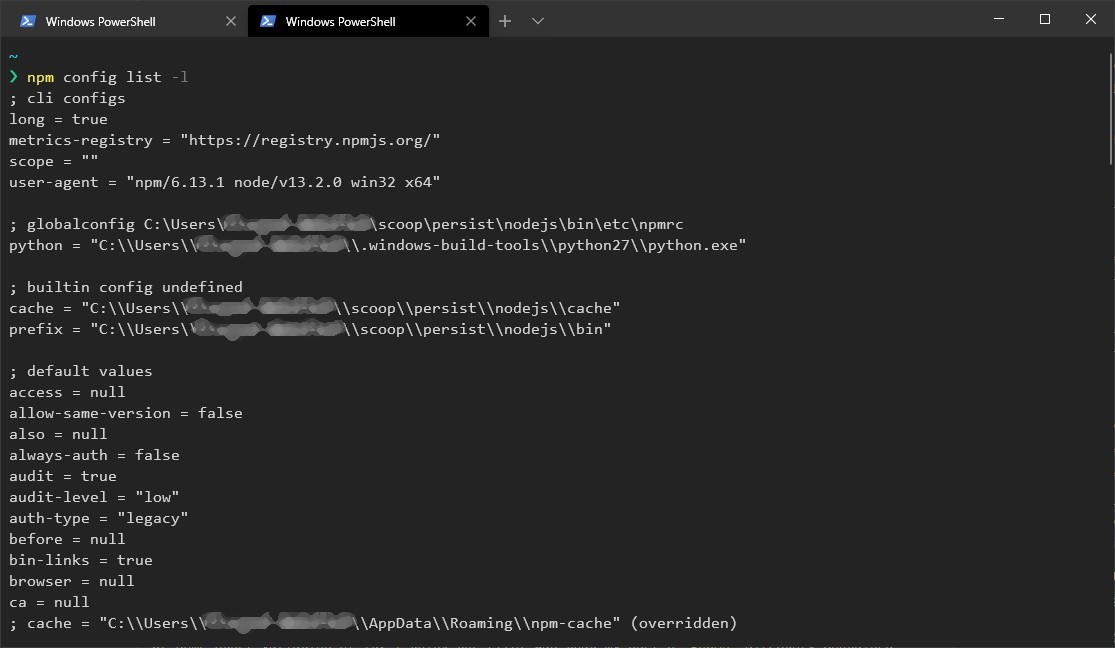 Windows PowerShell
Windows PowerShell
~
❯ npm config list -l
; cli configs
long = true
metrics-registry = "https://registry.npmjs.org/"
scope = ""
user-agent = "npm/6.13.1 node/v13.2.0 win32 x64"
; globalconfig C:\Users\ \scoop\persist\nodejs\bin\etc\npmrc
python = "C:\\Users\\ \\.windows-build-tools\\python27\\python.exe"
; builtin config undefined
cache = "C:\\Users\\ \\scoop\\persist\\nodejs\\cache"
prefix = "C:\\Users\ \\scoop\\persist\\nodejs\\bin"
; default values
access = null
allow-same-version = false
also = null
always-auth = false
audit = true
audit-level = "low"
auth-type = "legacy"
before = null
bin-links = true
browser = null
ca = null
; cache = "C:\\Users\\ \\AppData\\Roaming\\npm-cache" (overridden)